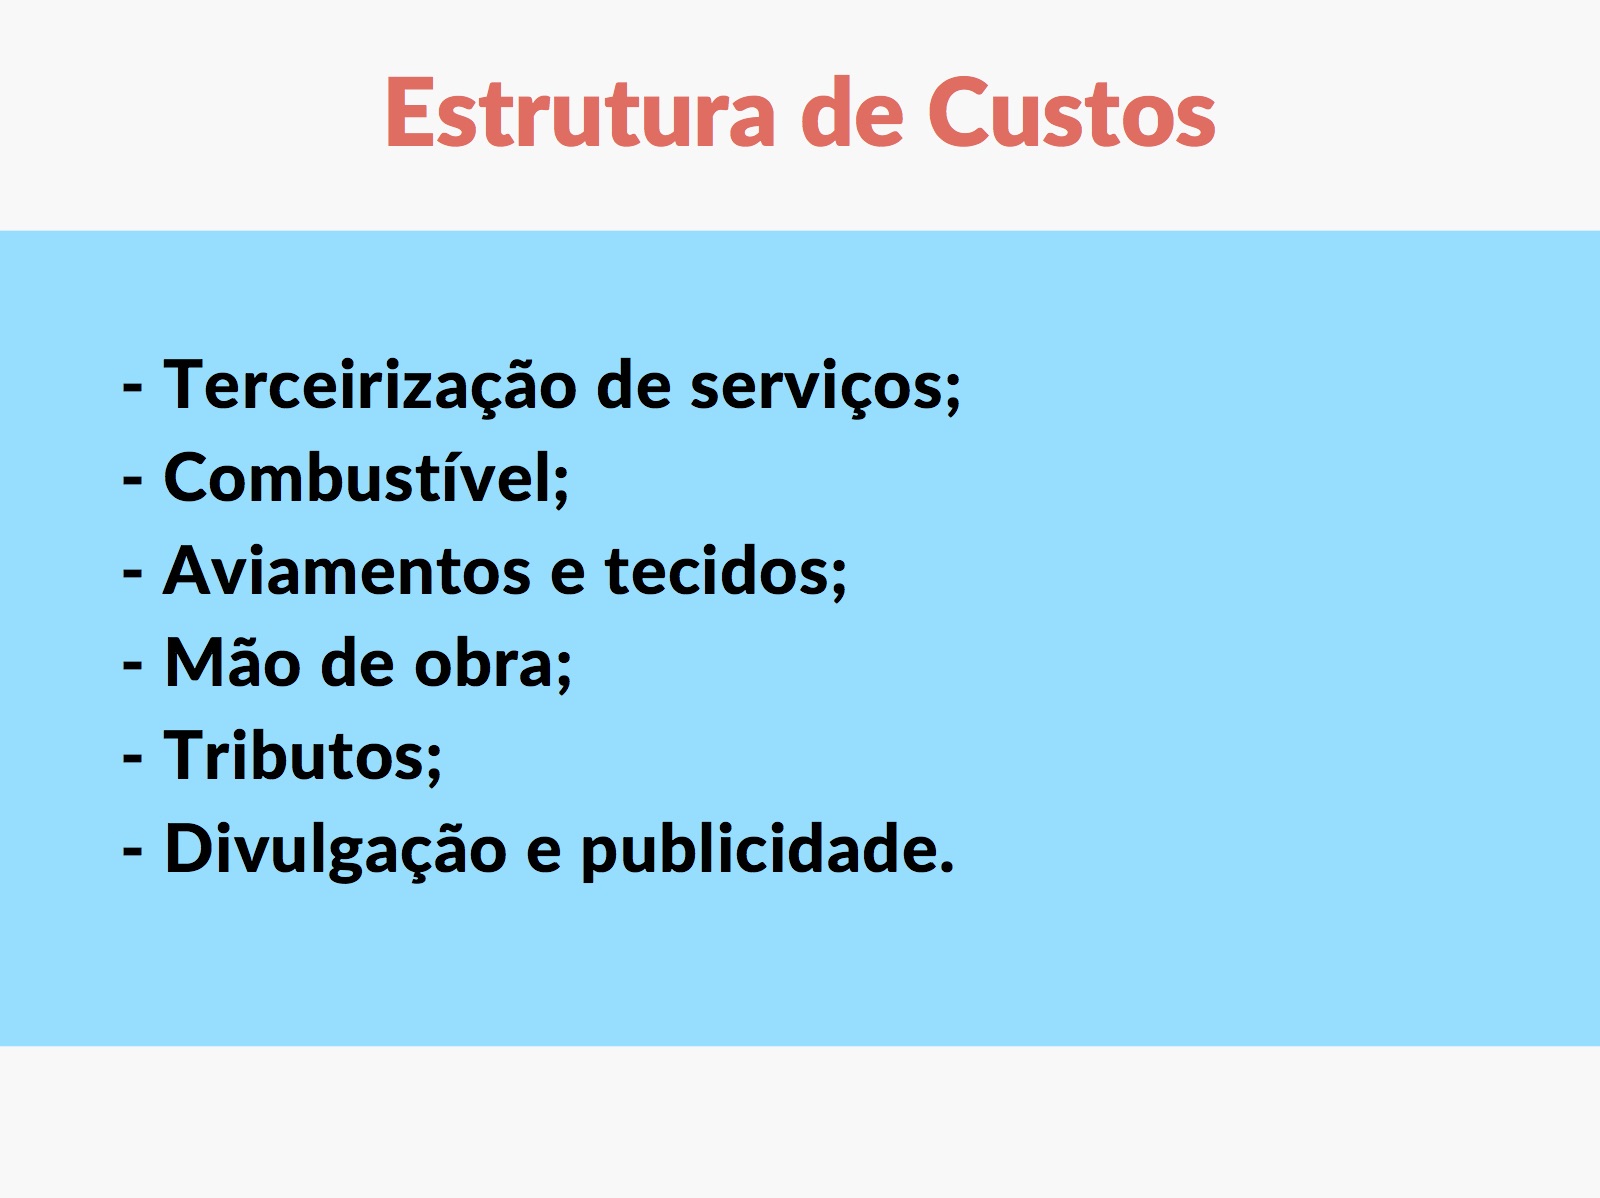 Estrutura de Custos
- Terceirização de serviços;
- Combustível;
- Aviamentos e tecidos;
- Mão de obra;
- Tributos;
- Divulgação e publicidade.